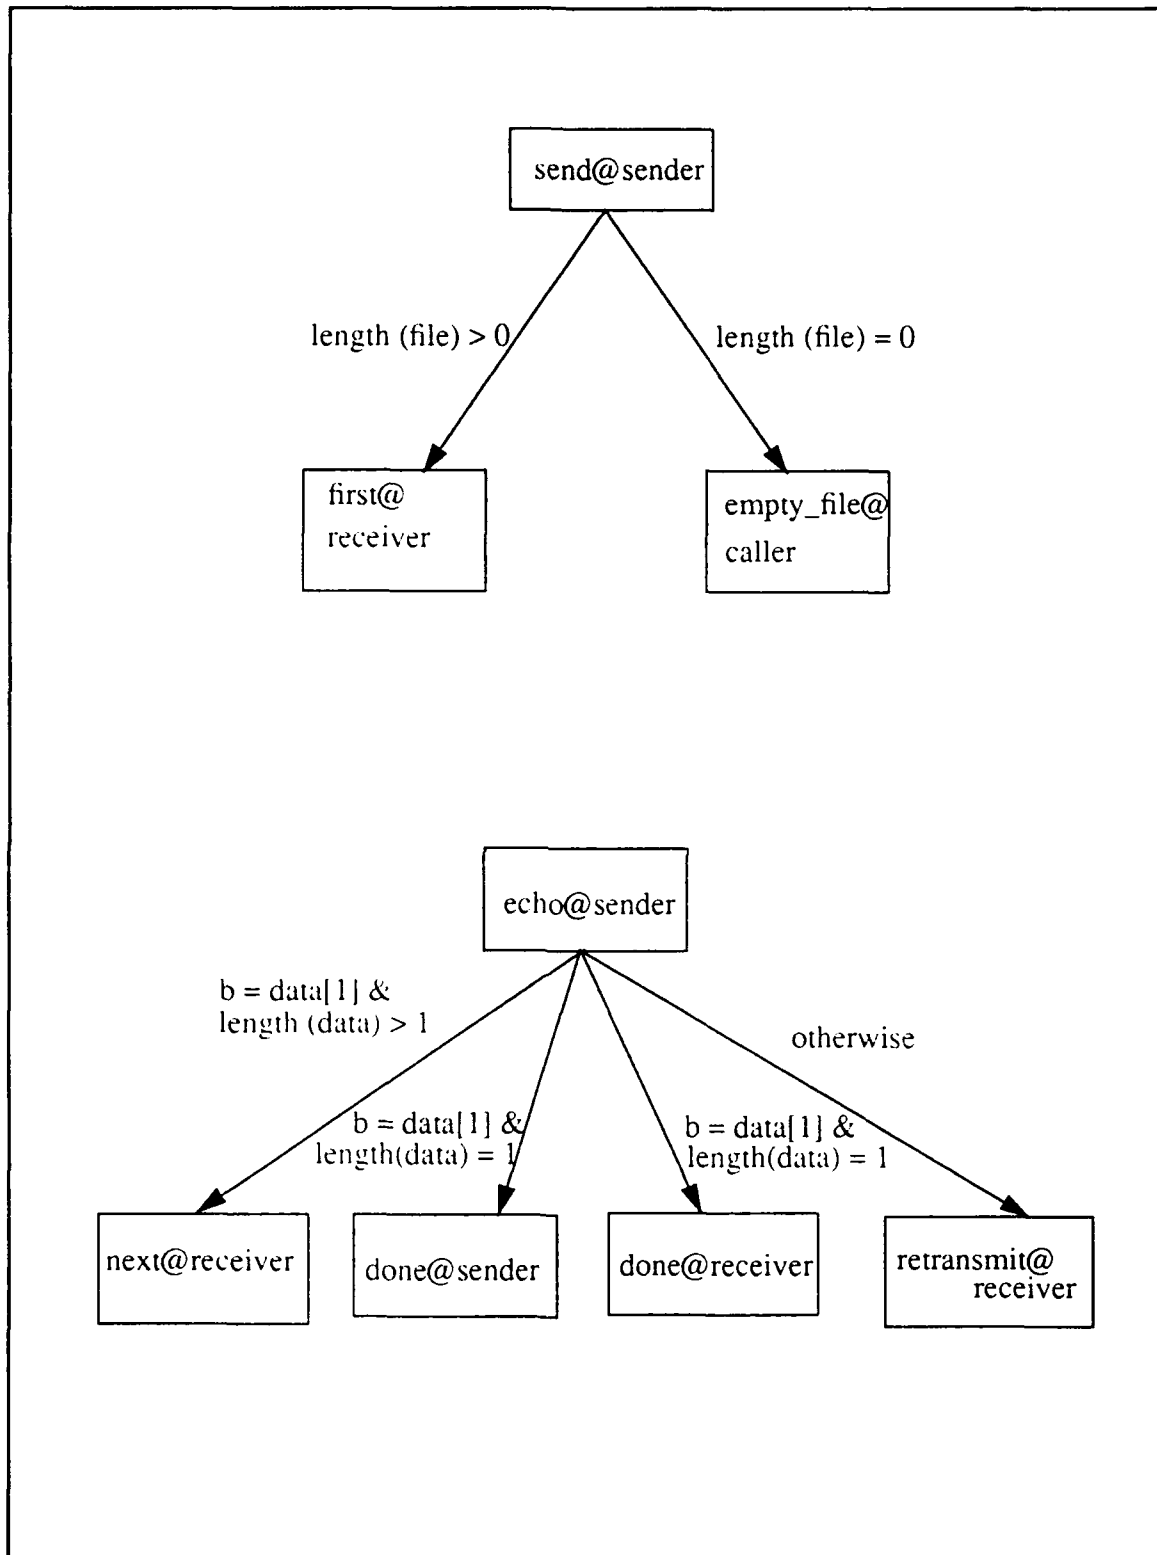 send@sender
length (file) > 0
length (file) = 0
first@
receiver
empty_file@
caller
echo@sender
b = data[1] &
length (data) > 1
otherwise
b = data[1] &
length(data) = 1
b = data[1] &
length(data) = 1
next@receiver
done@sender
done@receiver
retransmit@
receiver